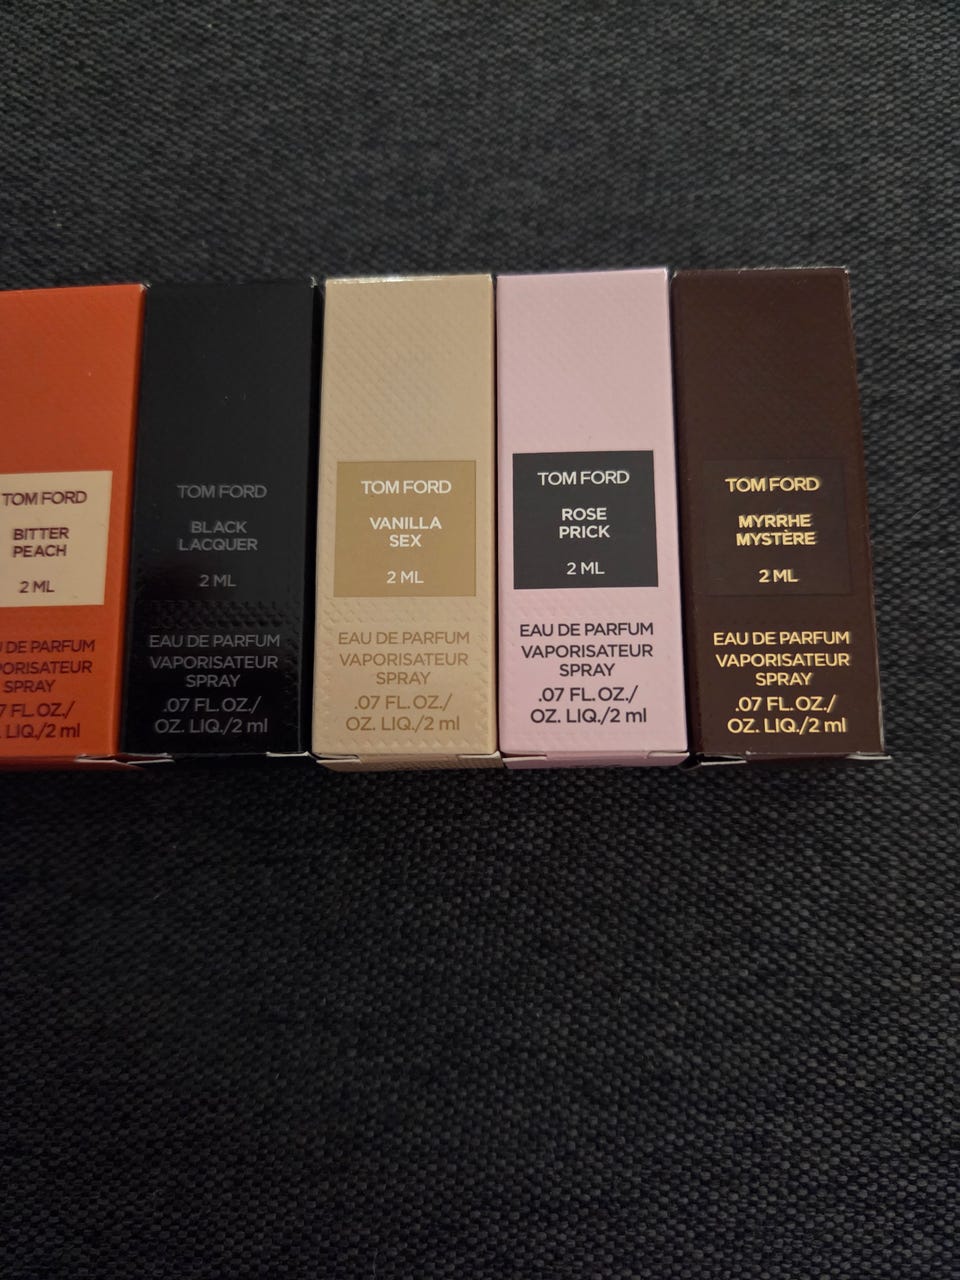 TOM FORD
BITTER
PEACH
2 ML
DE PARFUM
SPRAY
FL. OZ./
LIQ./2 ml
TOM FORD
BLACK
LACQUER
2 ML
EAU DE PARFUM
VAPORISATEUR
SPRAY
.07 FL. OZ./
OZ. LIQ./2 ml
TOM FORD
VANILLA
SEX
2 ML
EAU DE PARFUM
VAPORISATEUR
SPRAY
.07 FL. OZ./
OZ. LIQ./2 ml
TOM FORD
ROSE
PRICK
2 ML
EAU DE PARFUM
VAPORISATEUR
SPRAY
.07 FL. OZ./
OZ. LIQ./2 ml
TOM FORD
MYRRHE
MYSTÈRE
2 ML
EAU DE PARFUM
VAPORISATEUR
SPRAY
.07 FL. OZ./
OZ. LIQ./2 ml